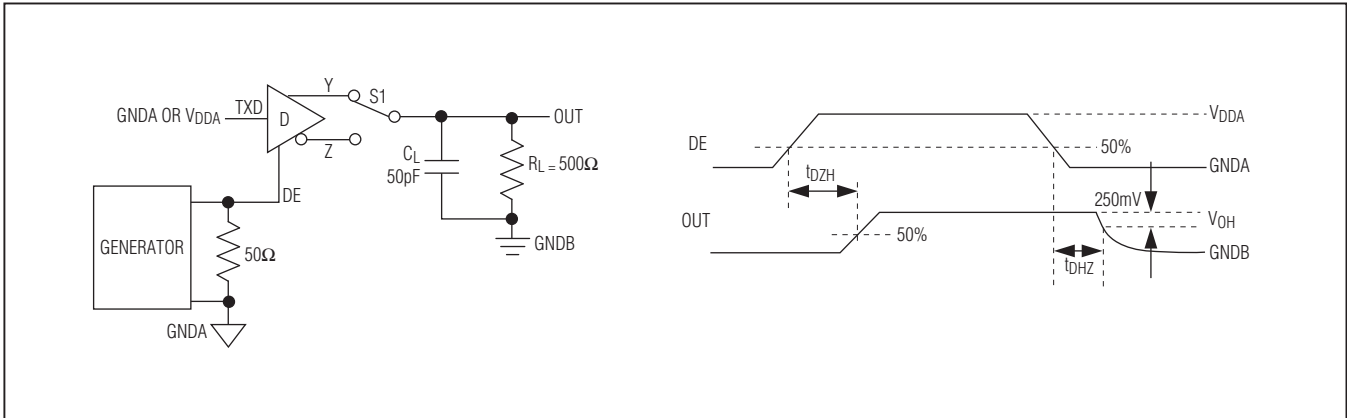 GNDA OR VDDA
TXD
D
Y
Z
S1
OUT
CL
50pF
RL = 500Ω
GNDB
DE
GENERATOR
50Ω
GNDA
DE
VDDA
50%
GNDA
tDZH
250mV
OUT
50%
VOH
GNDB
tDHZ